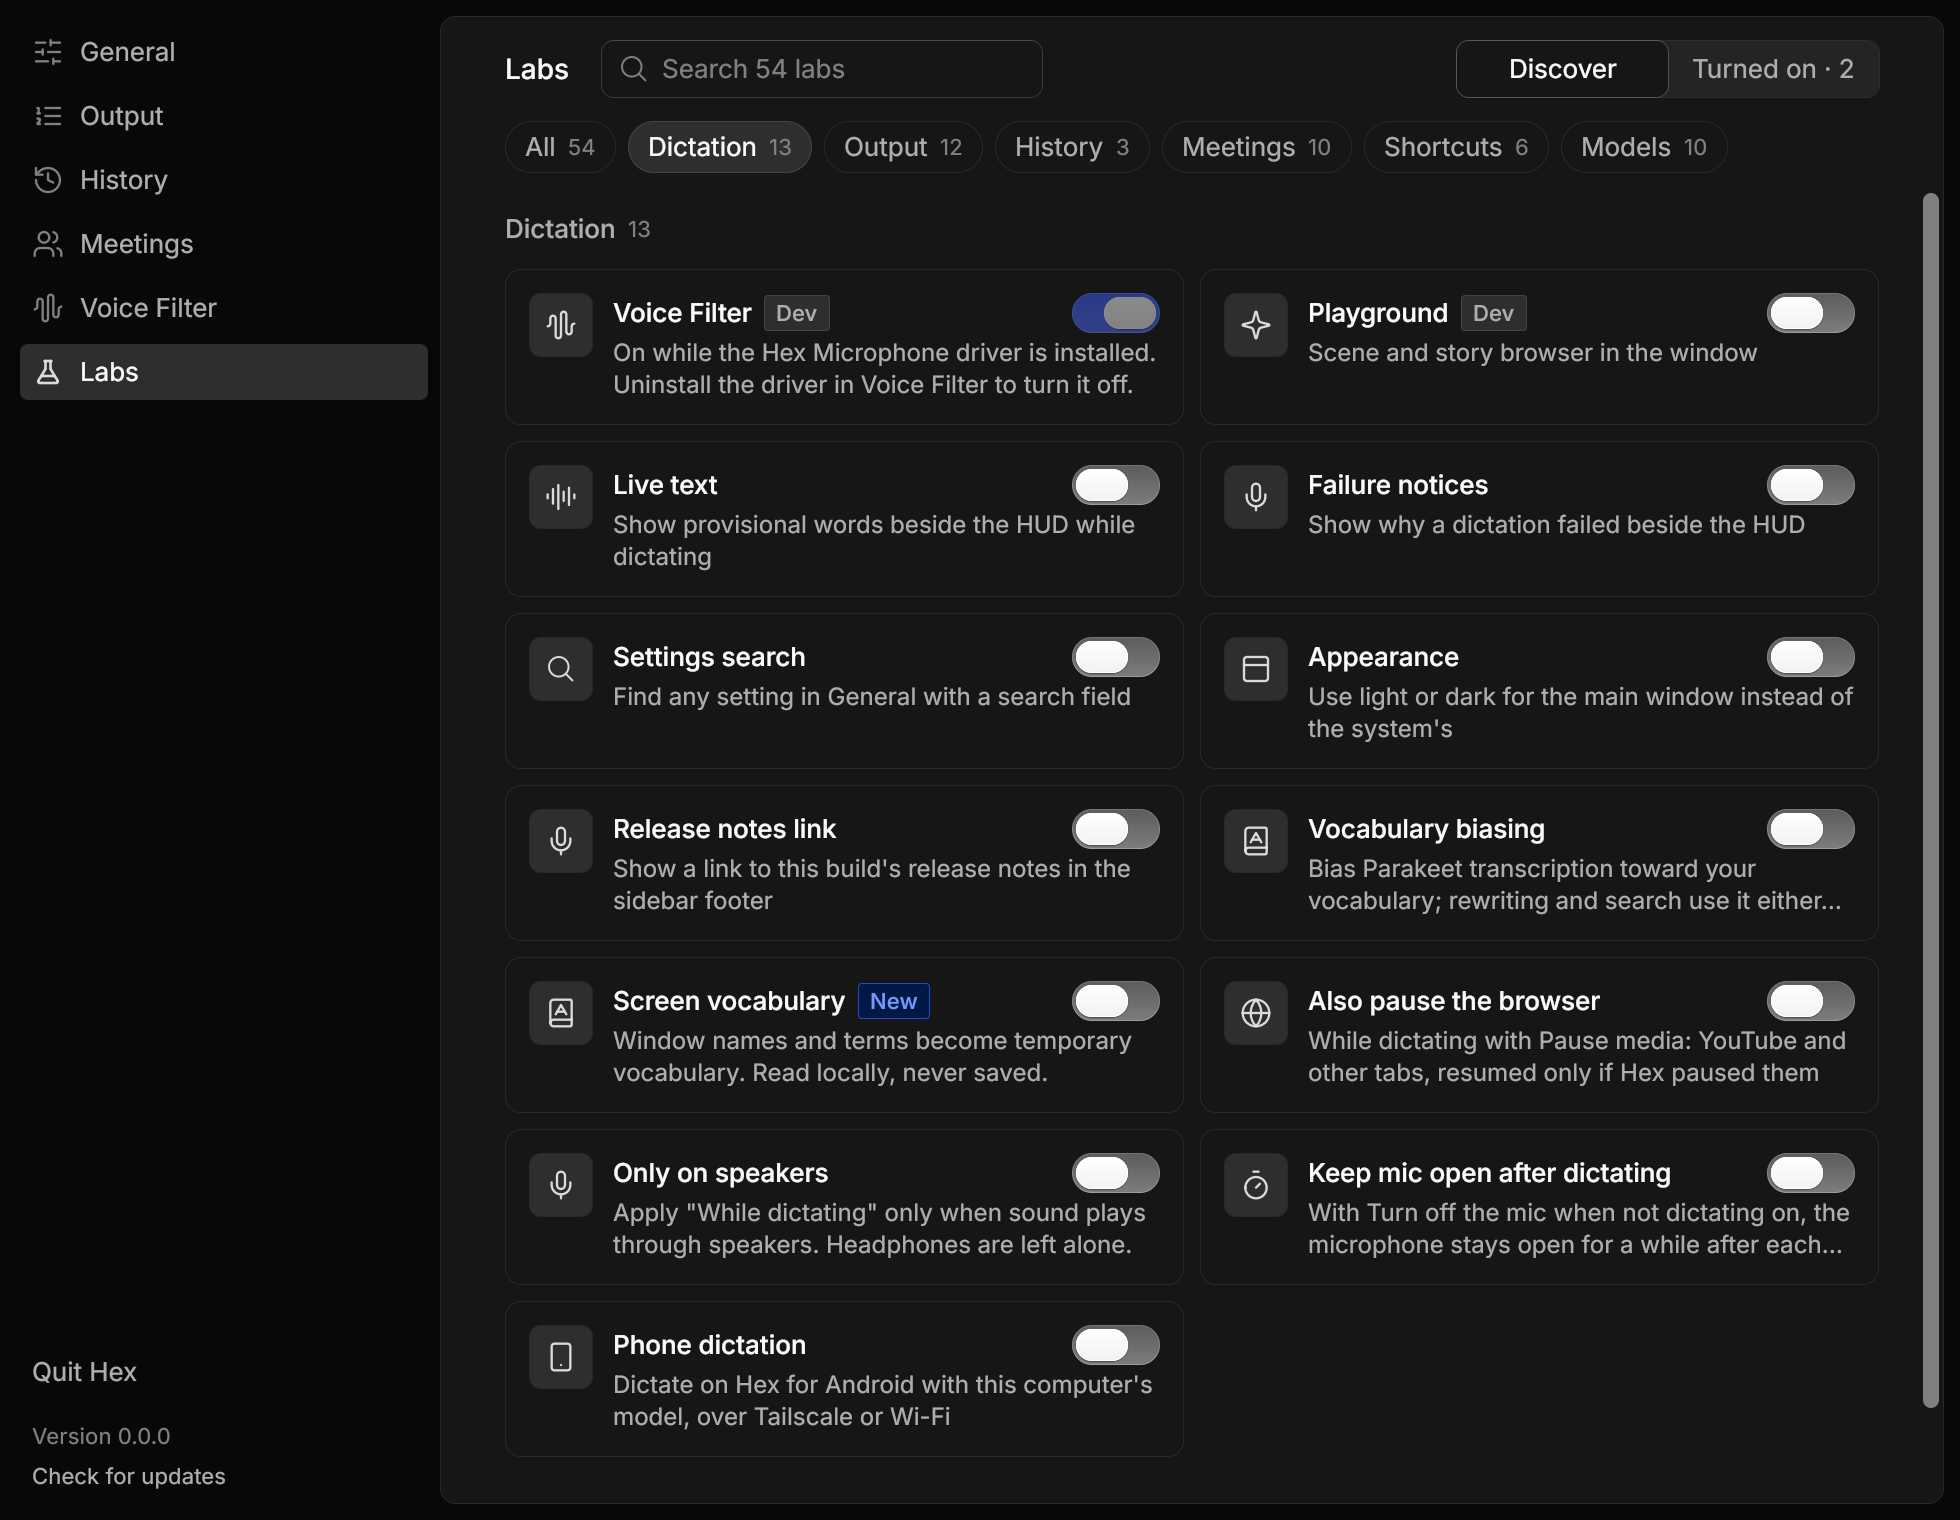 General
Output
History
Meetings
Voice Filter
Labs
Quit Hex
Version 0.0.0
Check for updates
Labs
Search 54 labs
Discover
Turned on · 2
All 54
Dictation 13
Output 12
History 3
Meetings 10
Shortcuts 6
Models 10
Dictation 13
Voice Filter Dev
On while the Hex Microphone driver is installed.
Uninstall the driver in Voice Filter to turn it off.
Playground Dev
Scene and story browser in the window
Live text
Show provisional words beside the HUD while
dictating
Failure notices
Show why a dictation failed beside the HUD
Settings search
Find any setting in General with a search field
Appearance
Use light or dark for the main window instead of
the system's
Release notes link
Show a link to this build's release notes in the
sidebar footer
Vocabulary biasing
Bias Parakeet transcription toward your
vocabulary; rewriting and search use it either...
Screen vocabulary New
Window names and terms become temporary
vocabulary. Read locally, never saved.
Also pause the browser
While dictating with Pause media: YouTube and
other tabs, resumed only if Hex paused them
Only on speakers
Apply "While dictating" only when sound plays
through speakers. Headphones are left alone.
Keep mic open after dictating
With Turn off the mic when not dictating on, the
microphone stays open for a while after each...
Phone dictation
Dictate on Hex for Android with this computer's
model, over Tailscale or Wi-Fi